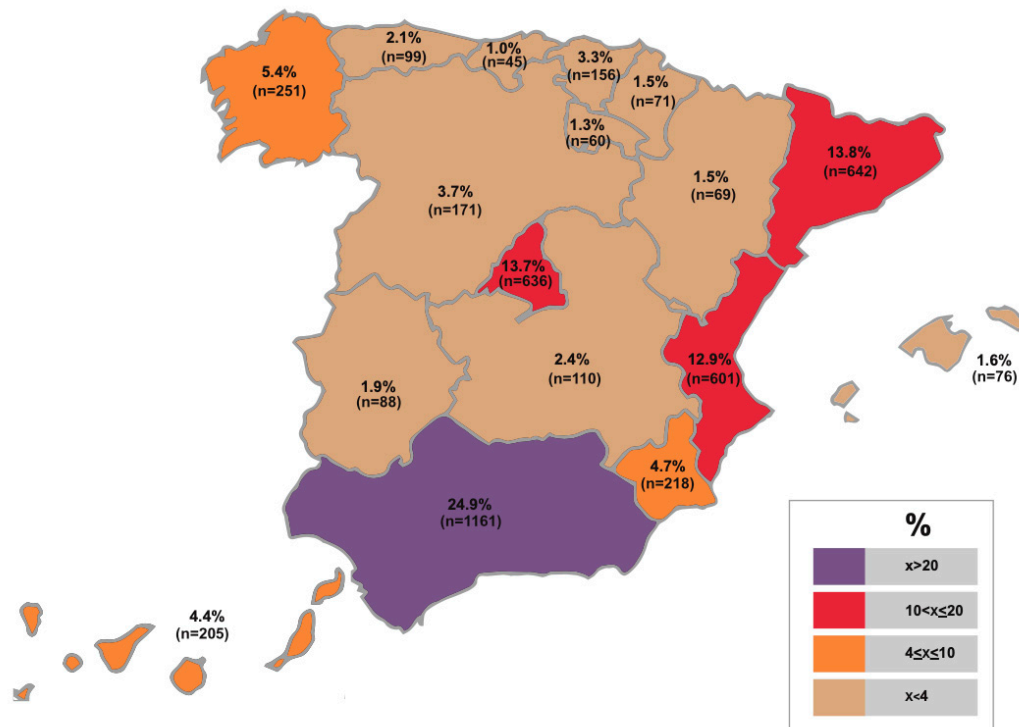 2.1%
(n=99)
1.0%
(n=45)
3.3%
(n=156)
1.5%
(n=71)
5.4%
(n=251)
1.3%
(n=60)
13.8%
(n=642)
3.7%
(n=171)
1.5%
(n=69)
13.7%
(n=636)
2.4%
(n=110)
12.9%
(n=601)
1.6%
(n=76)
1.9%
(n=88)
4.7%
(n=218)
24.9%
(n=1161)
4.4%
(n=205)
%
x>20
10<x≤20
4≤x≤10
x<4